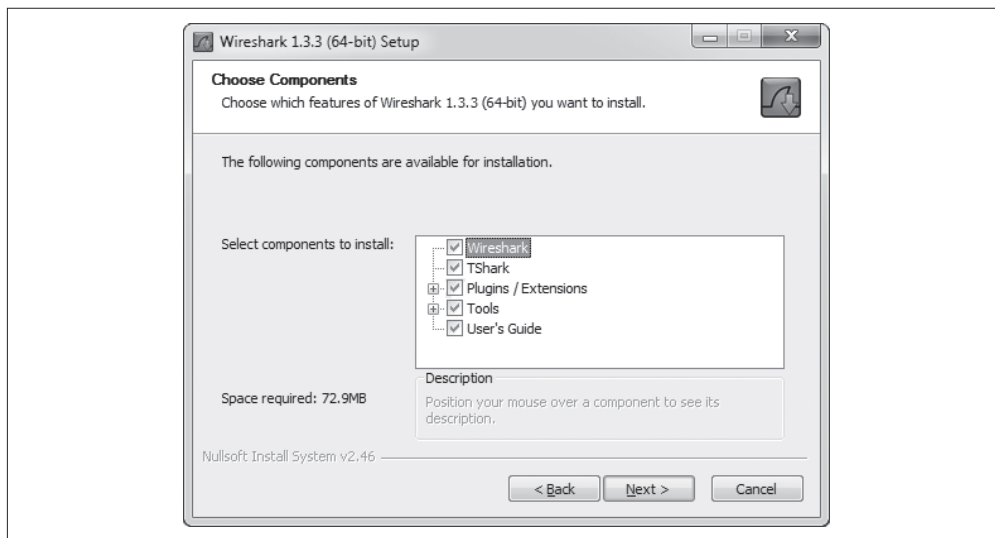 Wireshark 1.3.3 (64-bit) Setup
Choose Components
Choose which features of Wireshark 1.3.3 (64-bit) you want to install.
The following components are available for installation.
Select components to install:
Wireshark
TShark
Plugins / Extensions
Tools
User's Guide
Space required: 72.9MB
Description
Position your mouse over a component to see its
description.
Nullsoft Install System v2.46
< Back
Next >
Cancel